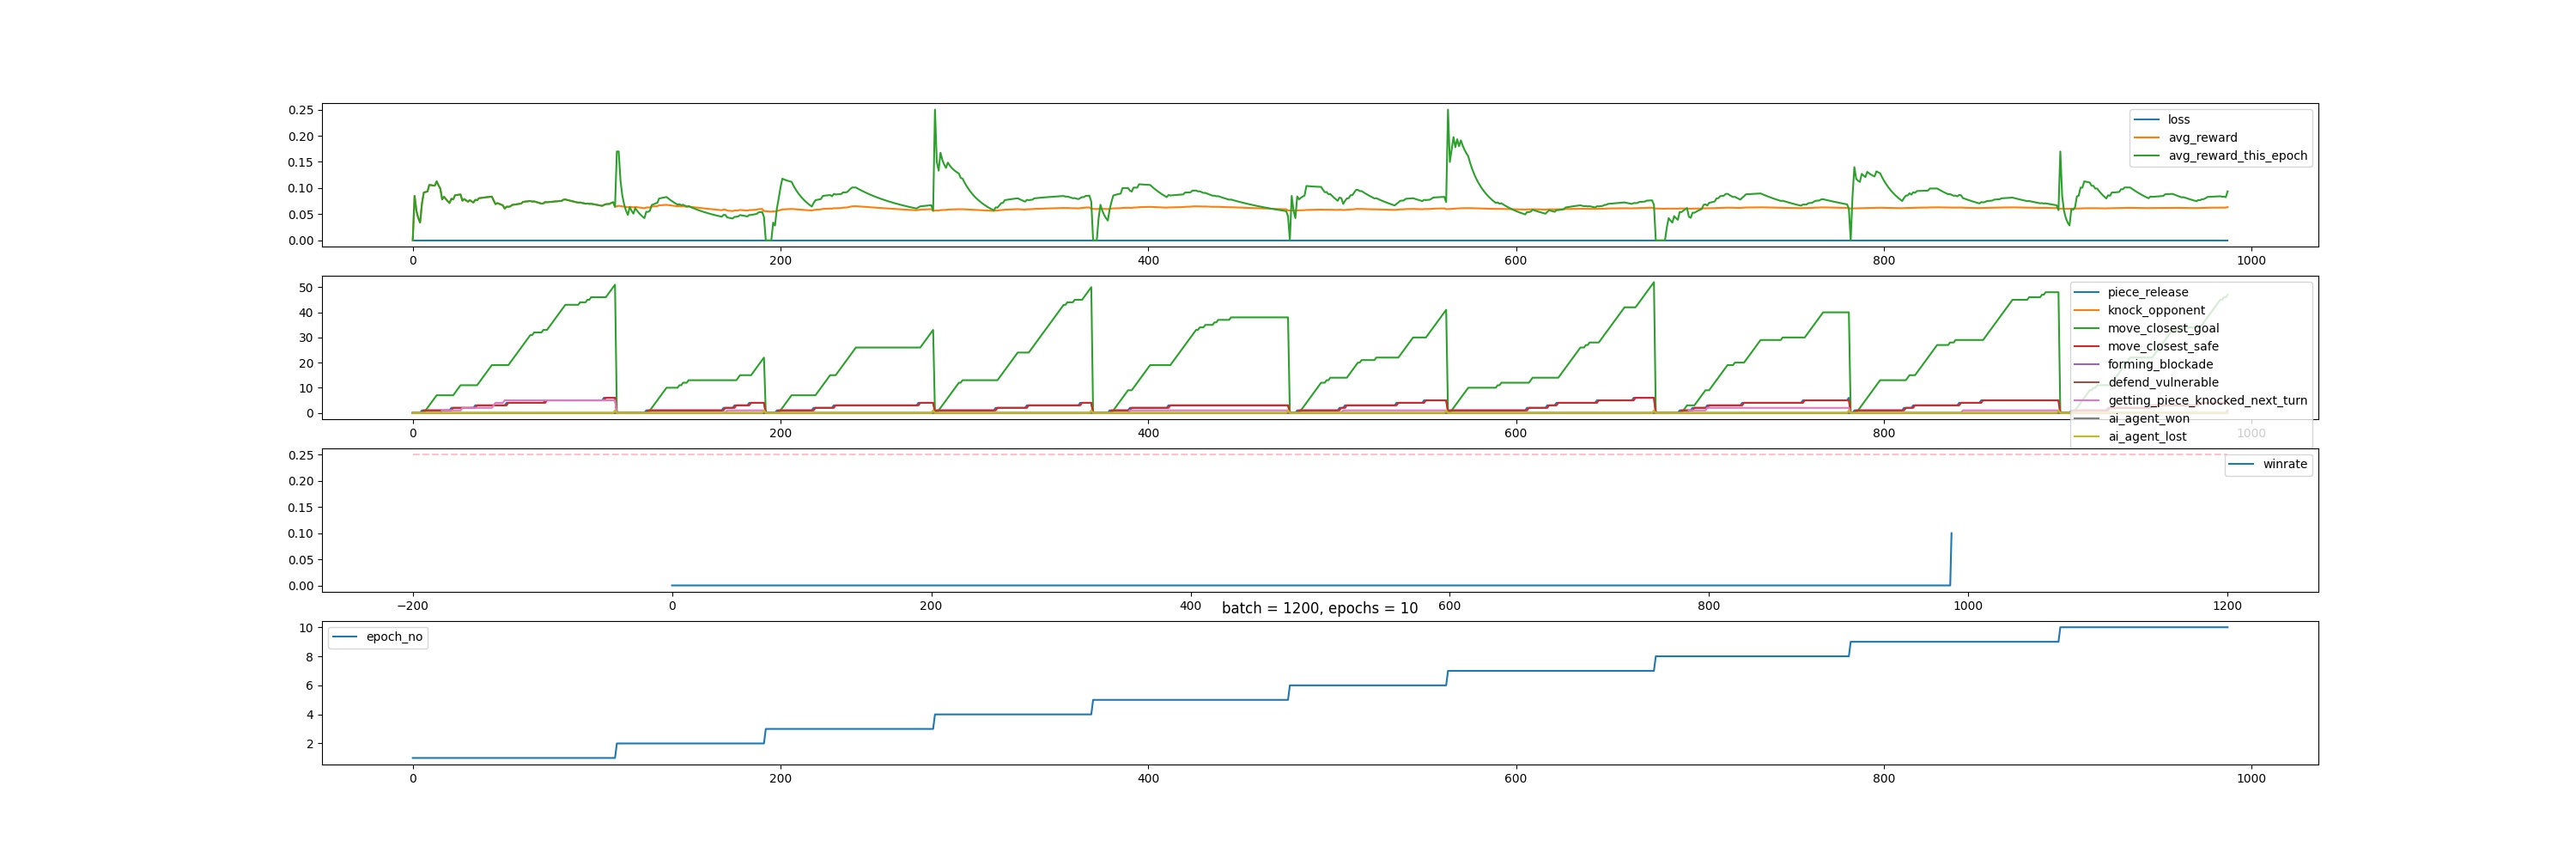 0.25
0.20
0.15
0.10
0.05
0.00
loss
avg_reward
avg_reward_this_epoch
0 200 400 600 800 1000
50
40
30
20
10
0
piece_release
knock_opponent
move_closest_goal
move_closest_safe
forming_blockade
defend_vulnerable
getting_piece_knocked_next_turn
ai_agent_won
ai_agent_lost
0 200 400 600 800 1000
0.25
0.20
0.15
0.10
0.05
0.00
winrate
−200 0 200 400 600 800 1000 1200
batch = 1200, epochs = 10
10
8
6
4
2
epoch_no
0 200 400 600 800 1000